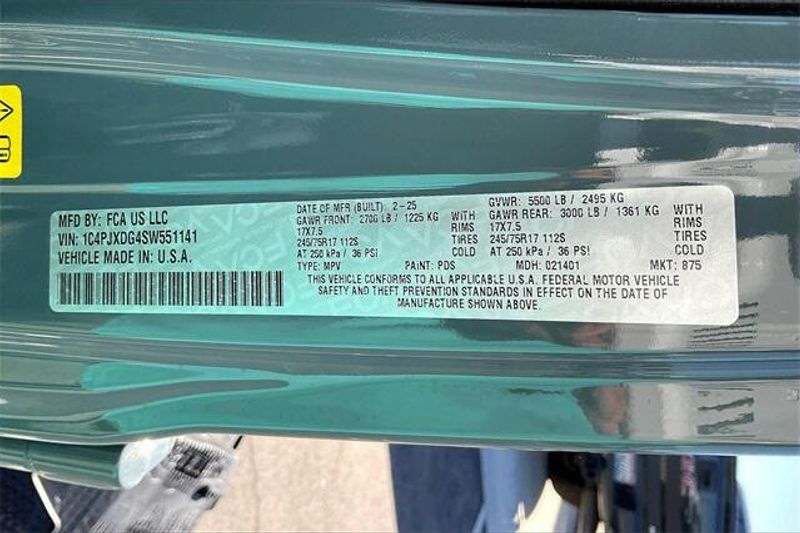 MFD BY: FCA US LLC
VIN: 1C4PJXDG4SW551141
VEHICLE MADE IN: U.S.A.
DATE OF MFR (BUILT): 2-25 GVWR: 5500 LB / 2495 KG
GAWR FRONT: 2700 LB / 1225 KG WITH GAWR REAR: 3000 LB / 1361 KG WITH
17X7.5 RIMS 17X7.5 RIMS
245/75R17 112S TIRES 245/75R17 112S TIRES
AT 250 kPa / 36 PSI COLD AT 250 kPa / 36 PSI COLD
TYPE: MPV PAINT: PDS MDH: 021401 MKT: 875
THIS VEHICLE CONFORMS TO ALL APPLICABLE U.S.A. FEDERAL MOTOR VEHICLE
SAFETY AND THEFT PREVENTION STANDARDS IN EFFECT ON THE DATE OF
MANUFACTURE SHOWN ABOVE.